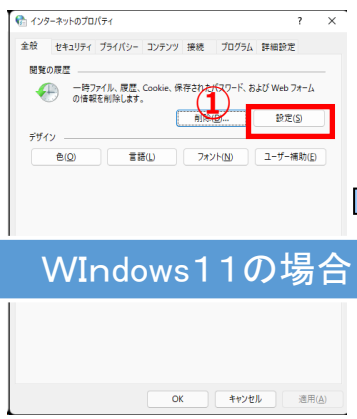 インターネットのプロパティ
全般 セキュリティ プライバシー コンテンツ 接続 プログラム 詳細設定
閲覧の履歴
一時ファイル、履歴、Cookie、保存されたパスワード、および Web フォーム
の情報を削除します。
①
削除(D)... 設定(S)
デザイン
色(O) 言語(L) フォント(N) ユーザー補助(E)
WIndows11の場合
OK キャンセル 適用(A)